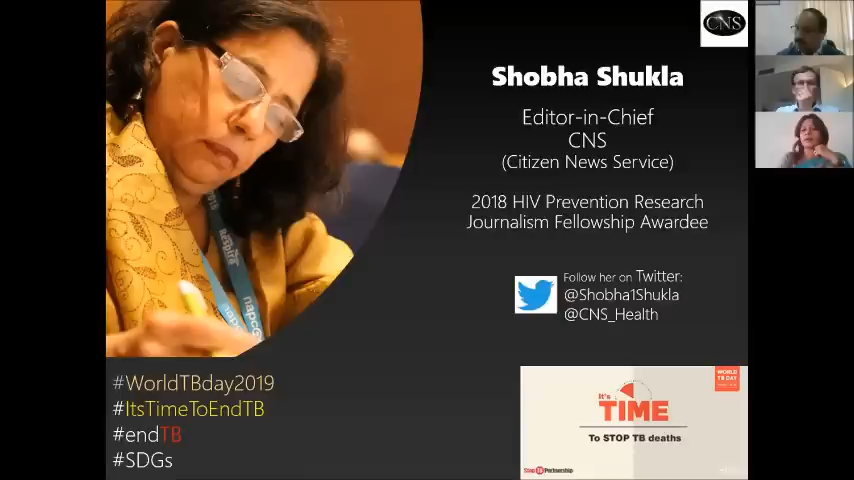 CNS
Shobha Shukla
Editor-in-Chief
CNS
(Citizen News Service)
2018 HIV Prevention Research
Journalism Fellowship Awardee
Follow her on Twitter:
@Shobha1Shukla
@CNS_Health
#WorldTBday2019
#ItsTimeToEndTB
#endTB
#SDGs
WORLD
TB DAY
It's
TIME
To STOP TB deaths
Stop TB Partnership